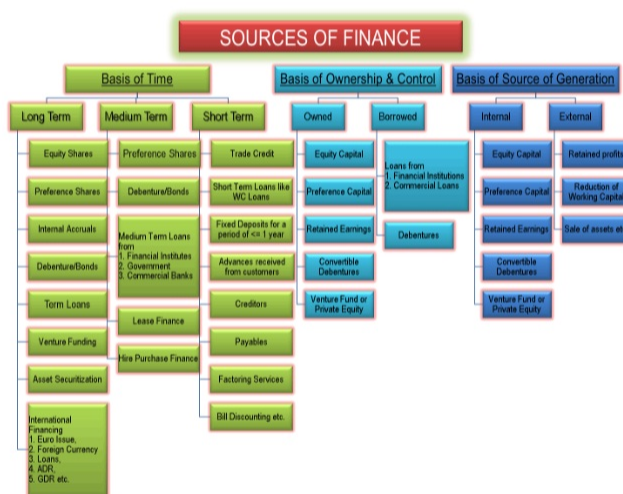 SOURCES OF FINANCE
Basis of Time
Long Term
Equity Shares
Preference Shares
Internal Accruals
Debenture/Bonds
Term Loans
Venture Funding
Asset Securitization
International
Financing
1. Euro Issue,
2. Foreign Currency
3. Loans,
4. ADR,
5. GDR etc.
Medium Term
Preference Shares
Debenture/Bonds
Medium Term Loans
from
1. Financial Institutes
2. Government
3. Commercial Banks
Lease Finance
Hire Purchase Finance
Short Term
Trade Credit
Short Term Loans like
WC Loans
Fixed Deposits for a
period of <= 1 year
Advances received
from customers
Creditors
Payables
Factoring Services
Bill Discounting etc.
Basis of Ownership & Control
Owned
Equity Capital
Preference Capital
Retained Earnings
Convertible
Debentures
Venture Fund or
Private Equity
Borrowed
Loans from
1. Financial Institutions
2. Commercial Loans
Debentures
Basis of Source of Generation
Internal
Equity Capital
Preference Capital
Retained Earnings
Convertible
Debentures
Venture Fund or
Private Equity
External
Retained profits
Reduction of
Working Capital
Sale of assets etc